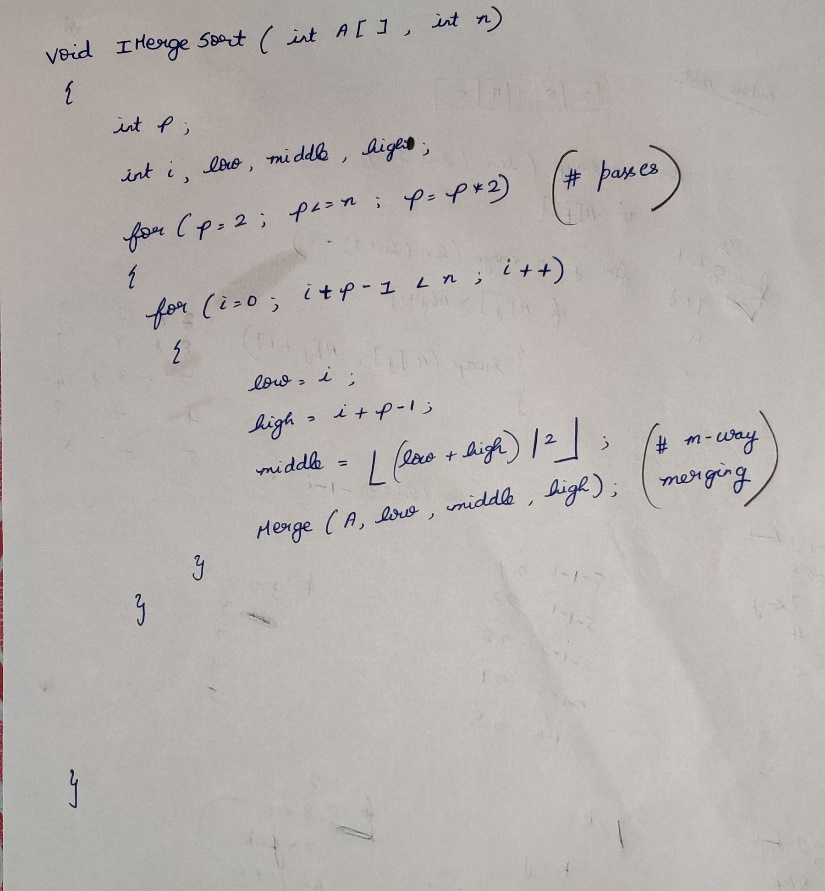 void IMerge Sort ( int A [ ] , int n)
{
int p ;
int i , low , middle , high ;
for ( p = 2 ; p <= n ; p = p * 2 ) ( # passes )
{
for ( i = 0 ; i + p - 1 < n ; i + + )
{
low = i ;
high = i + p - 1 ;
middle = ⌊ ( low + high ) / 2 ⌋ ; ( # m-way
Merge ( A , low , middle , high ) ; merging )
}
}
}